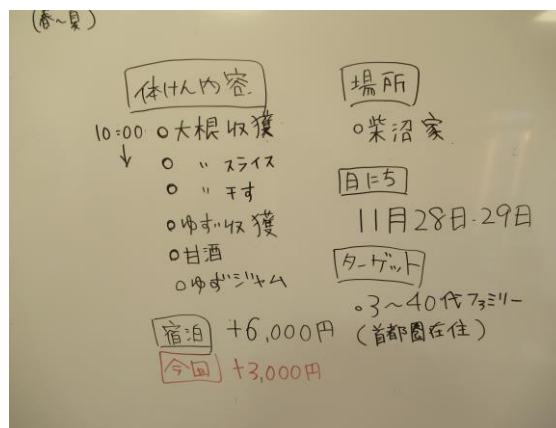 (春〜夏)
体けん内容
10:00 ○大根収獲
↓ ○ 〃 スライス
○ 〃 干す
○ゆず収獲
○甘酒
○ゆずジャム
宿泊 +6,000円
今回 +3,000円
場所
○柴沼家
日にち
11月28日・29日
ターゲット
○3〜40代ファミリー
(首都圏在住)